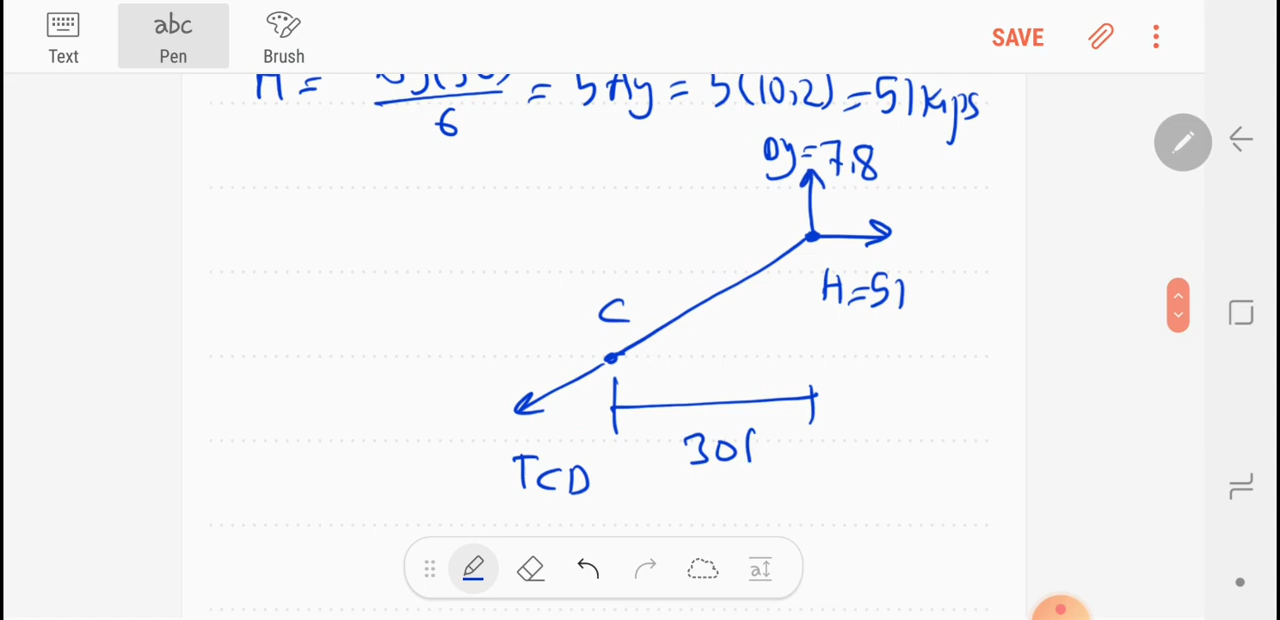 Text
abc
Pen
Brush
SAVE
H = / 6 = 5Ay = 5(10,2) = 51 Kips
Dy=7.8
H=51
C
30'
TCD
a